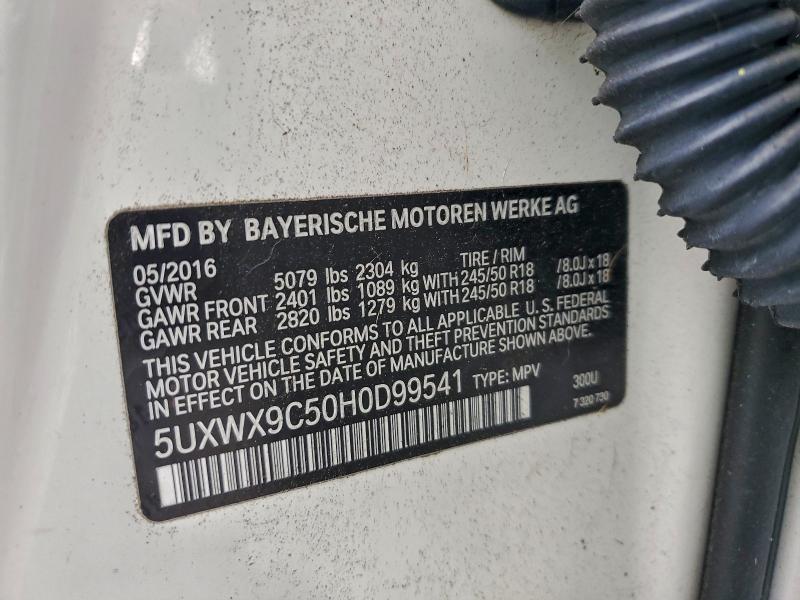 MFD BY BAYERISCHE MOTOREN WERKE AG
05/2016 TIRE / RIM
GVWR 5079 lbs 2304 kg
GAWR FRONT 2401 lbs 1089 kg WITH 245/50 R18 /8.0J x 18
GAWR REAR 2820 lbs 1279 kg WITH 245/50 R18 /8.0J x 18
THIS VEHICLE CONFORMS TO ALL APPLICABLE U.S. FEDERAL
MOTOR VEHICLE SAFETY AND THEFT PREVENTION STANDARDS
IN EFFECT ON THE DATE OF MANUFACTURE SHOWN ABOVE.
5UXWX9C50H0D99541 TYPE: MPV 300U
7 320 730